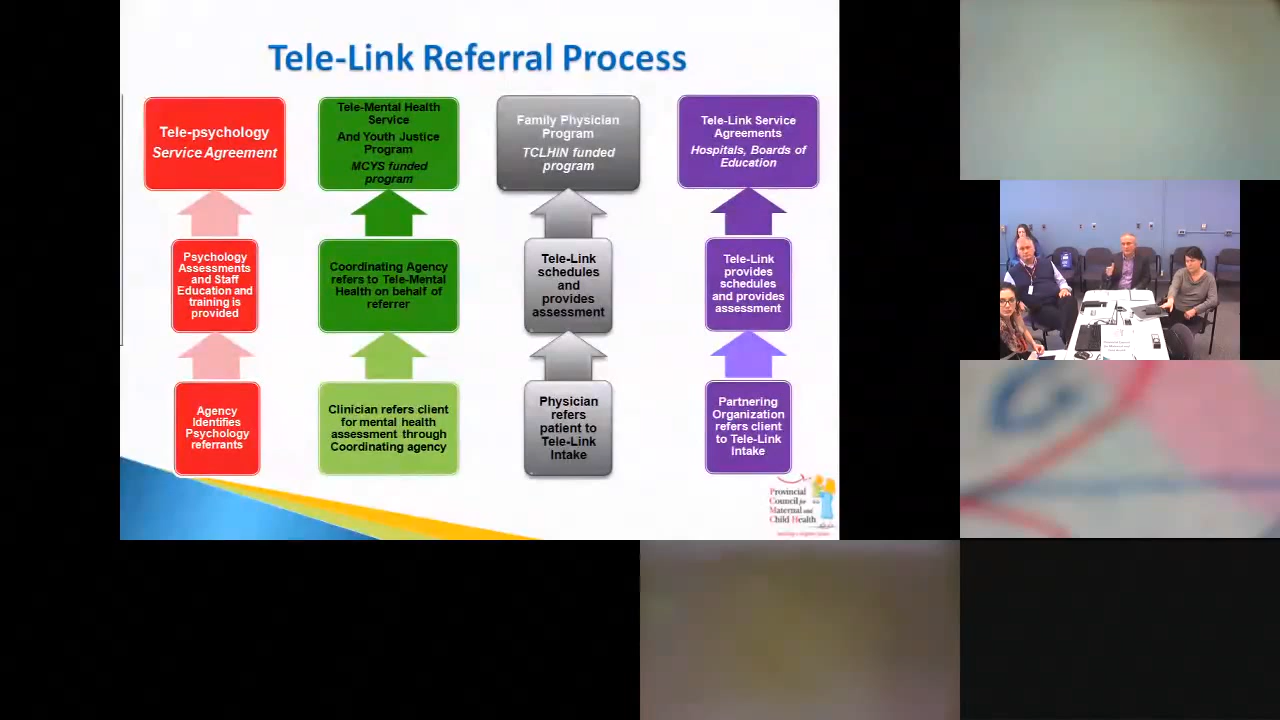 Tele-Link Referral Process
Tele-psychology
Service Agreement
Tele-Mental Health
Service
And Youth Justice
Program
MCYS funded
program
Family Physician
Program
TCLHIN funded
program
Tele-Link Service
Agreements
Hospitals, Boards of
Education
Psychology
Assessments
and Staff
Education and
training is
provided
Coordinating Agency
refers to Tele-Mental
Health on behalf of
referrer
Tele-Link
schedules
and
provides
assessment
Tele-Link
provides
schedules
and provides
assessment
Agency
Identifies
Psychology
referrants
Clinician refers client
for mental health
assessment through
Coordinating agency
Physician
refers
patient to
Tele-Link
Intake
Partnering
Organization
refers client
to Tele-Link
Intake
Provincial
Council for
Maternal and
Child Health